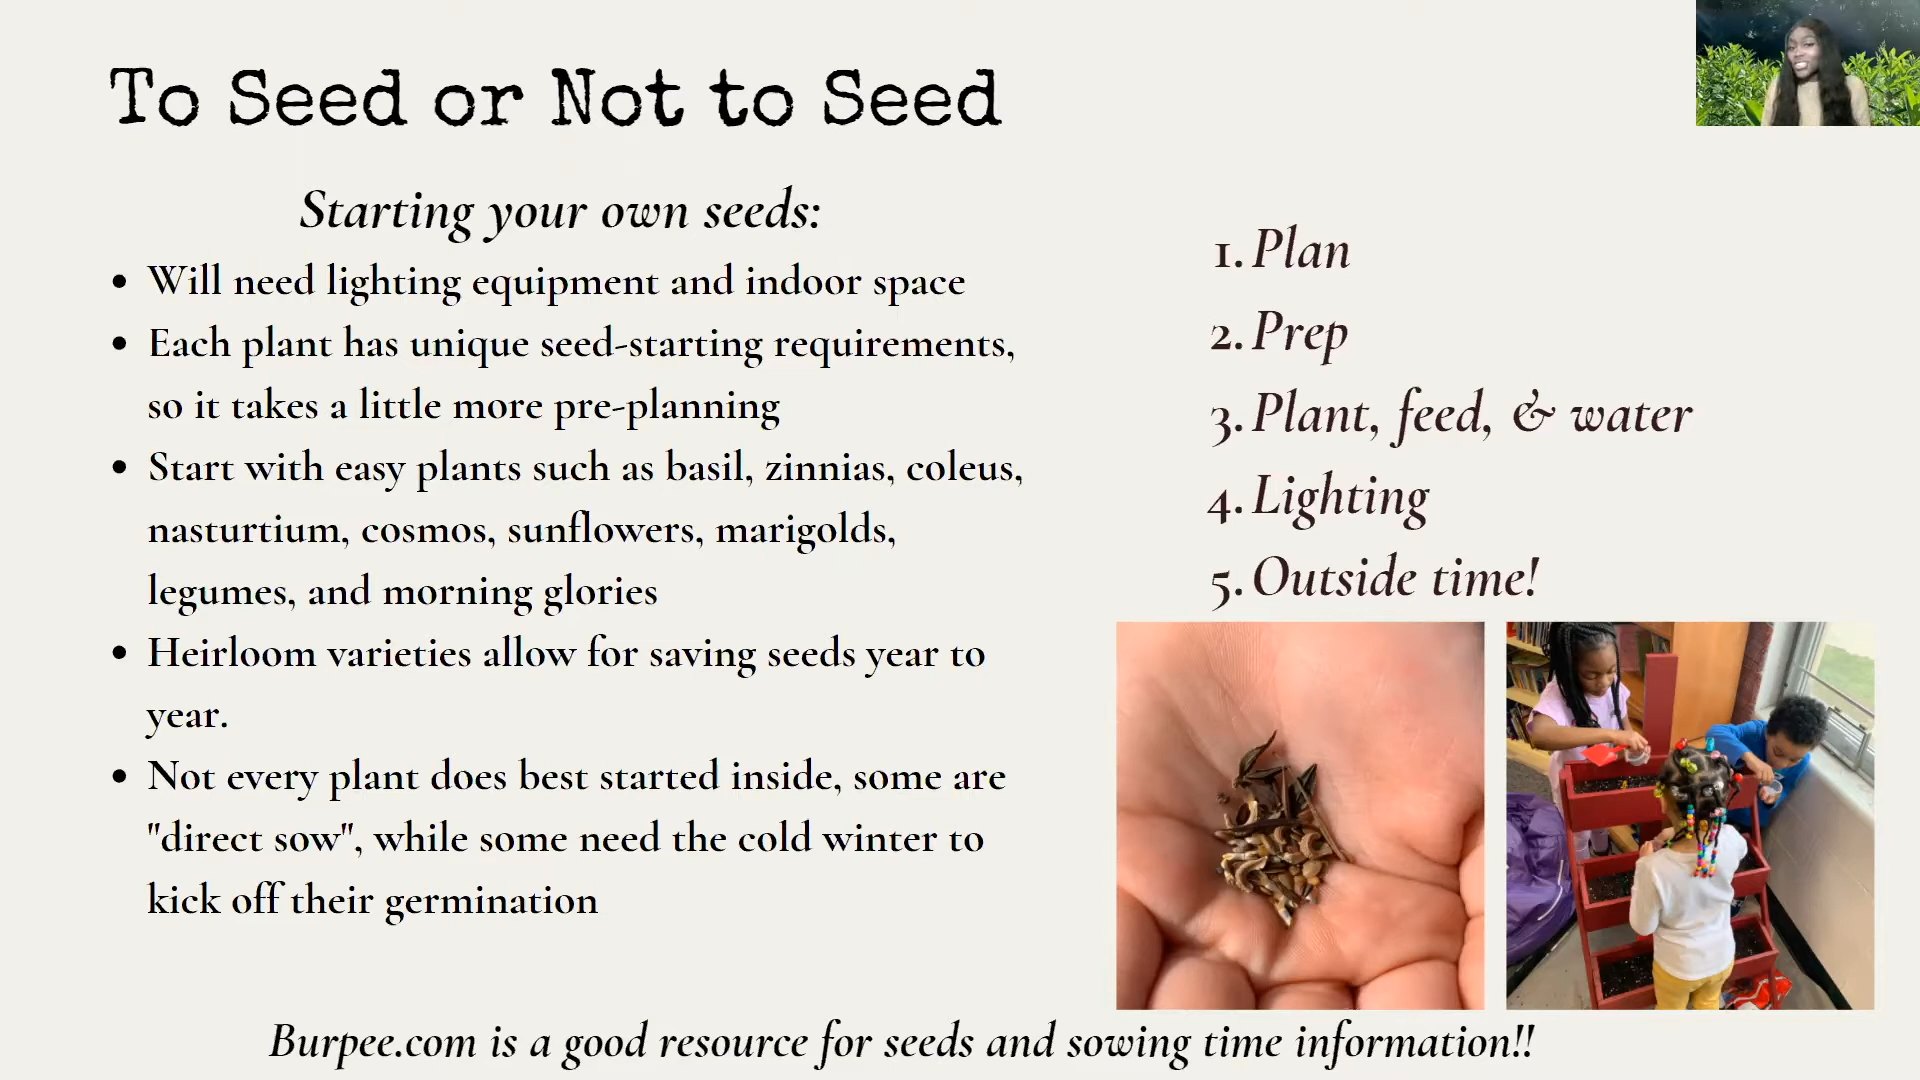 To Seed or Not to Seed
Starting your own seeds:
• Will need lighting equipment and indoor space
• Each plant has unique seed-starting requirements,
so it takes a little more pre-planning
• Start with easy plants such as basil, zinnias, coleus,
nasturtium, cosmos, sunflowers, marigolds,
legumes, and morning glories
• Heirloom varieties allow for saving seeds year to
year.
• Not every plant does best started inside, some are
"direct sow", while some need the cold winter to
kick off their germination
1. Plan
2. Prep
3. Plant, feed, & water
4. Lighting
5. Outside time!
Burpee.com is a good resource for seeds and sowing time information!!